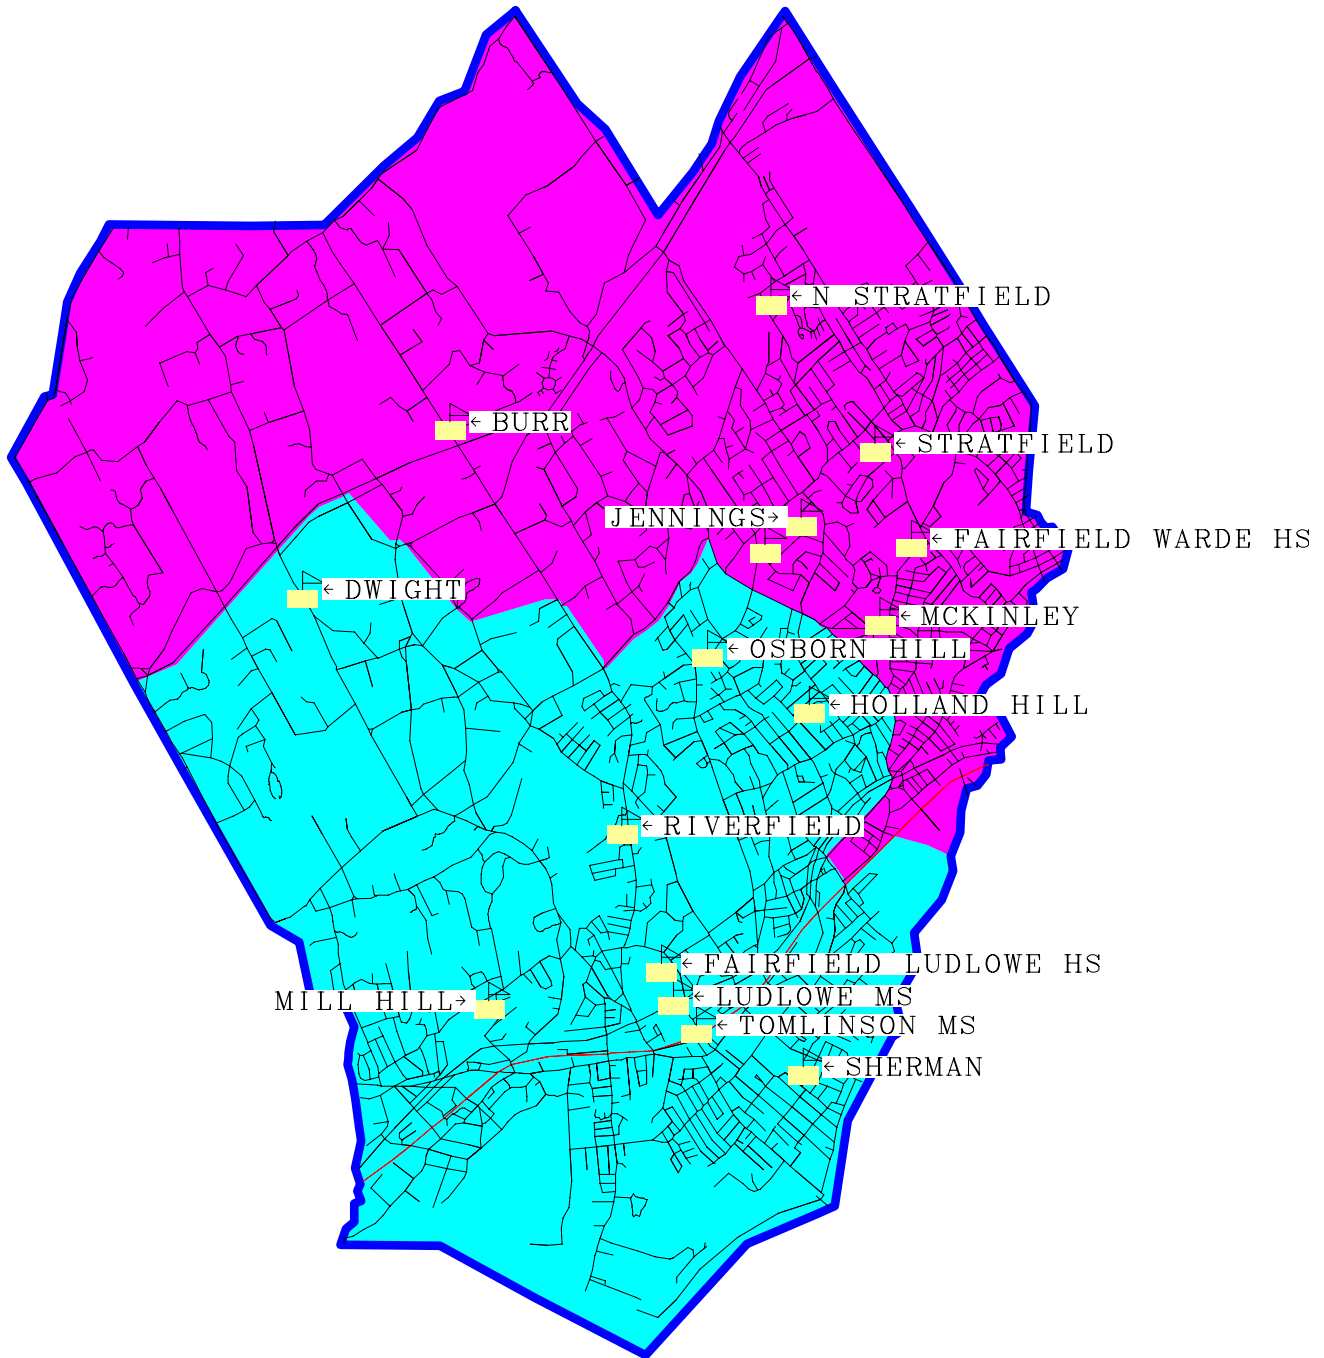 ← N STRATFIELD
← BURR
← STRATFIELD
JENNINGS→
← FAIRFIELD WARDE HS
← DWIGHT
← MCKINLEY
← OSBORN HILL
← HOLLAND HILL
← RIVERFIELD
← FAIRFIELD LUDLOWE HS
← LUDLOWE MS
MILL HILL→
← TOMLINSON MS
← SHERMAN